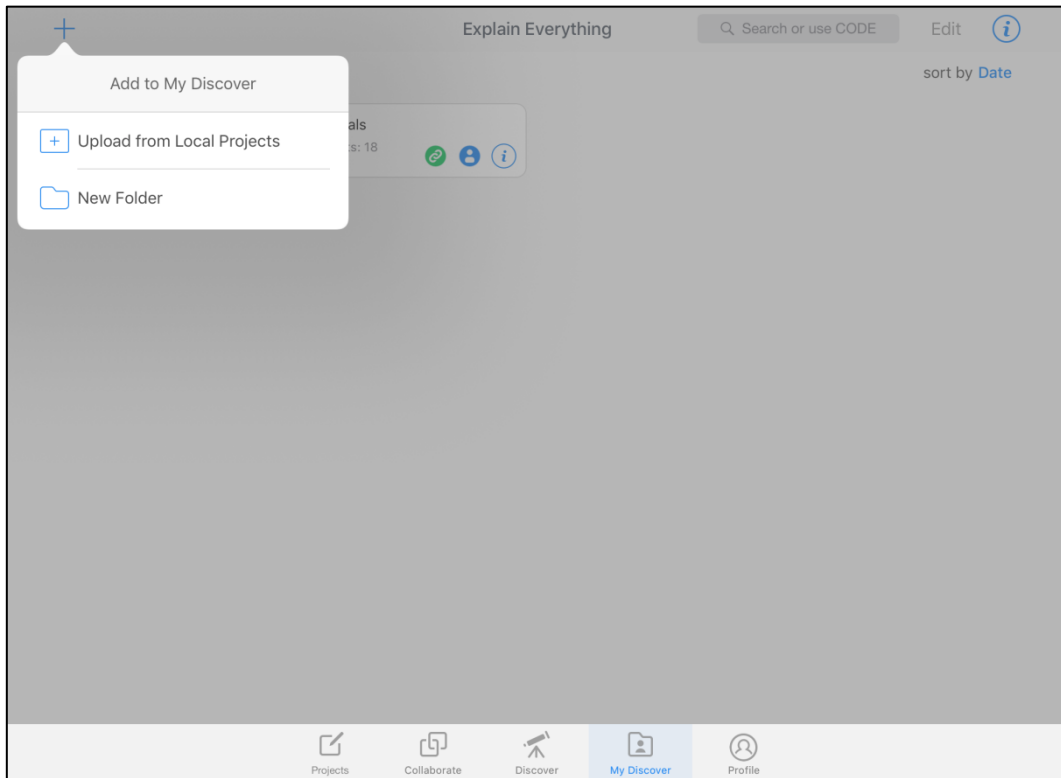 Explain Everything
Search or use CODE
Edit
sort by Date
Add to My Discover
Upload from Local Projects
New Folder
als
ts: 18
Projects
Collaborate
Discover
My Discover
Profile